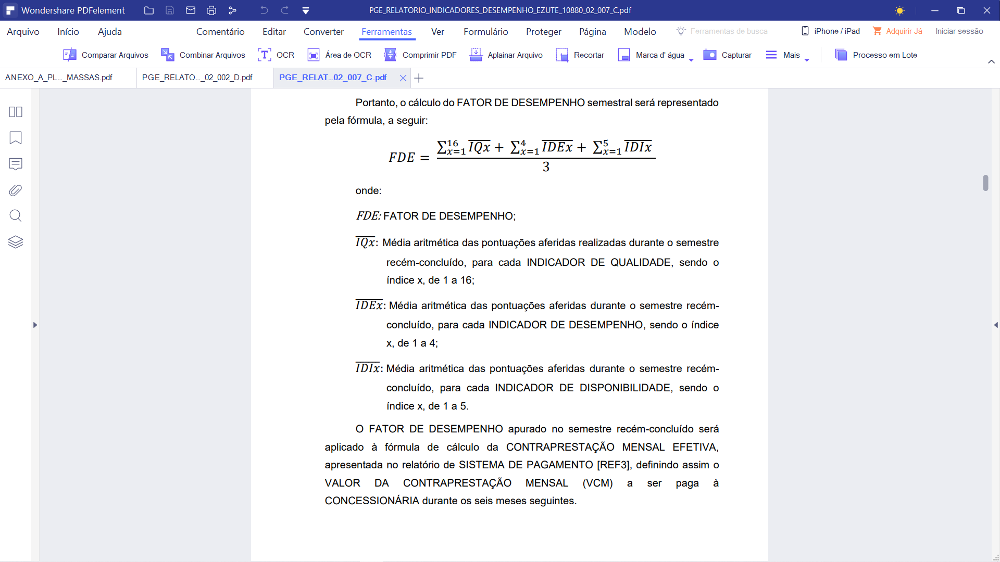 Wondershare PDFelement
PGE_RELATORIO_INDICADORES_DESEMPENHO_EZUTE_10880_02_007_C.pdf
Arquivo Início Ajuda Comentário Editar Converter Ferramentas Ver Formulário Proteger Página Modelo Ferramentas de busca iPhone / iPad Adquirir Já Iniciar sessão
Comparar Arquivos Combinar Arquivos OCR Área de OCR Comprimir PDF Aplainar Arquivo Recortar Marca d' água Capturar Mais Processo em Lote
ANEXO_A_PL..._MASSAS.pdf PGE_RELATO..._02_002_D.pdf PGE_RELAT...02_007_C.pdf
Portanto, o cálculo do FATOR DE DESEMPENHO semestral será representado
pela fórmula, a seguir:
FDE = (∑_{x=1}^{16} \overline{IQx} + ∑_{x=1}^{4} \overline{IDEx} + ∑_{x=1}^{5} \overline{IDIx}) / 3
onde:
FDE: FATOR DE DESEMPENHO;
\overline{IQx}: Média aritmética das pontuações aferidas realizadas durante o semestre
recém-concluído, para cada INDICADOR DE QUALIDADE, sendo o
índice x, de 1 a 16;
\overline{IDEx}: Média aritmética das pontuações aferidas durante o semestre recém-
concluído, para cada INDICADOR DE DESEMPENHO, sendo o índice
x, de 1 a 4;
\overline{IDIx}: Média aritmética das pontuações aferidas durante o semestre recém-
concluído, para cada INDICADOR DE DISPONIBILIDADE, sendo o
índice x, de 1 a 5.
O FATOR DE DESEMPENHO apurado no semestre recém-concluído será
aplicado à fórmula de cálculo da CONTRAPRESTAÇÃO MENSAL EFETIVA,
apresentada no relatório de SISTEMA DE PAGAMENTO [REF3], definindo assim o
VALOR DA CONTRAPRESTAÇÃO MENSAL (VCM) a ser paga à
CONCESSIONÁRIA durante os seis meses seguintes.